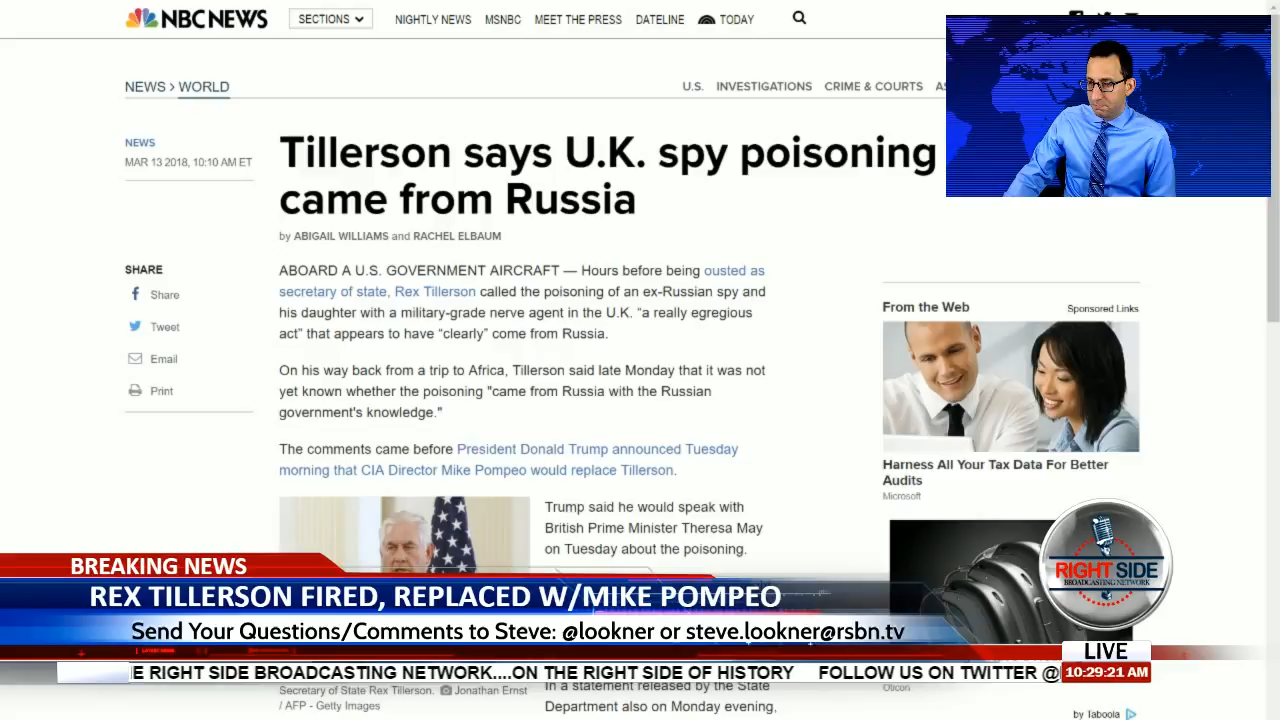 NBC NEWS
SECTIONS
NIGHTLY NEWS MSNBC MEET THE PRESS DATELINE TODAY
NEWS > WORLD
U.S. INVESTIGATIONS CRIME & COURTS
NEWS
MAR 13 2018, 10:10 AM ET
Tillerson says U.K. spy poisoning
came from Russia
by ABIGAIL WILLIAMS and RACHEL ELBAUM
SHARE
Share
Tweet
Email
Print
ABOARD A U.S. GOVERNMENT AIRCRAFT — Hours before being ousted as
secretary of state, Rex Tillerson called the poisoning of an ex-Russian spy and
his daughter with a military-grade nerve agent in the U.K. “a really egregious
act” that appears to have “clearly” come from Russia.
On his way back from a trip to Africa, Tillerson said late Monday that it was not
yet known whether the poisoning "came from Russia with the Russian
government's knowledge."
The comments came before President Donald Trump announced Tuesday
morning that CIA Director Mike Pompeo would replace Tillerson.
Trump said he would speak with
British Prime Minister Theresa May
on Tuesday about the poisoning.
From the Web
Sponsored Links
Harness All Your Tax Data For Better
Audits
Microsoft
BREAKING NEWS
REX TILLERSON FIRED, REPLACED W/MIKE POMPEO
Send Your Questions/Comments to Steve: @lookner or steve.lookner@rsbn.tv
RIGHT SIDE
BROADCASTING NETWORK
LATEST NEWS
LIVE
10:29:21 AM
E RIGHT SIDE BROADCASTING NETWORK....ON THE RIGHT SIDE OF HISTORY FOLLOW US ON TWITTER @
Secretary of State Rex Tillerson. Jonathan Ernst
/ AFP - Getty Images
In a statement released by the State
Department also on Monday evening,
Oticon
by Taboola